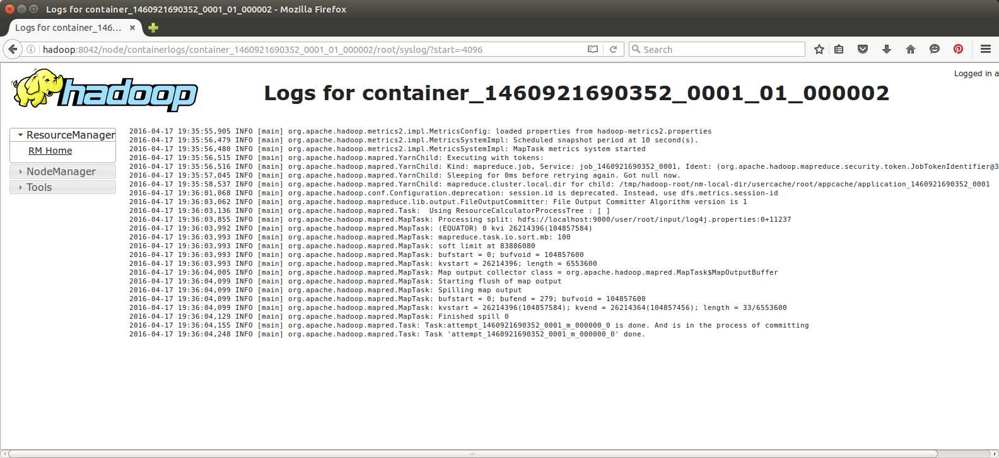 Logs for container_1460921690352_0001_01_000002 - Mozilla Firefox
Logs for container_146...
hadoop:8042/node/containerlogs/container_1460921690352_0001_01_000002/root/syslog/?start=-4096
Search
hadoop
Logged in a
Logs for container_1460921690352_0001_01_000002
ResourceManager
RM Home
NodeManager
Tools
2016-04-17 19:35:55,905 INFO [main] org.apache.hadoop.metrics2.impl.MetricsConfig: loaded properties from hadoop-metrics2.properties
2016-04-17 19:35:56,479 INFO [main] org.apache.hadoop.metrics2.impl.MetricsSystemImpl: Scheduled snapshot period at 10 second(s).
2016-04-17 19:35:56,480 INFO [main] org.apache.hadoop.metrics2.impl.MetricsSystemImpl: MapTask metrics system started
2016-04-17 19:35:56,515 INFO [main] org.apache.hadoop.mapred.YarnChild: Executing with tokens:
2016-04-17 19:35:56,516 INFO [main] org.apache.hadoop.mapred.YarnChild: Kind: mapreduce.job, Service: job_1460921690352_0001, Ident: (org.apache.hadoop.mapreduce.security.token.JobTokenIdentifier@3
2016-04-17 19:35:57,045 INFO [main] org.apache.hadoop.mapred.YarnChild: Sleeping for 0ms before retrying again. Got null now.
2016-04-17 19:35:58,537 INFO [main] org.apache.hadoop.mapred.YarnChild: mapreduce.cluster.local.dir for child: /tmp/hadoop-root/nm-local-dir/usercache/root/appcache/application_1460921690352_0001
2016-04-17 19:36:01,068 INFO [main] org.apache.hadoop.conf.Configuration.deprecation: session.id is deprecated. Instead, use dfs.metrics.session-id
2016-04-17 19:36:03,062 INFO [main] org.apache.hadoop.mapreduce.lib.output.FileOutputCommitter: File Output Committer Algorithm version is 1
2016-04-17 19:36:03,136 INFO [main] org.apache.hadoop.mapred.Task:  Using ResourceCalculatorProcessTree : [ ]
2016-04-17 19:36:03,855 INFO [main] org.apache.hadoop.mapred.MapTask: Processing split: hdfs://localhost:9000/user/root/input/log4j.properties:0+11237
2016-04-17 19:36:03,992 INFO [main] org.apache.hadoop.mapred.MapTask: (EQUATOR) 0 kvi 26214396(104857584)
2016-04-17 19:36:03,993 INFO [main] org.apache.hadoop.mapred.MapTask: mapreduce.task.io.sort.mb: 100
2016-04-17 19:36:03,993 INFO [main] org.apache.hadoop.mapred.MapTask: soft limit at 83886080
2016-04-17 19:36:03,993 INFO [main] org.apache.hadoop.mapred.MapTask: bufstart = 0; bufvoid = 104857600
2016-04-17 19:36:03,993 INFO [main] org.apache.hadoop.mapred.MapTask: kvstart = 26214396; length = 6553600
2016-04-17 19:36:04,005 INFO [main] org.apache.hadoop.mapred.MapTask: Map output collector class = org.apache.hadoop.mapred.MapTask$MapOutputBuffer
2016-04-17 19:36:04,099 INFO [main] org.apache.hadoop.mapred.MapTask: Starting flush of map output
2016-04-17 19:36:04,099 INFO [main] org.apache.hadoop.mapred.MapTask: Spilling map output
2016-04-17 19:36:04,099 INFO [main] org.apache.hadoop.mapred.MapTask: bufstart = 0; bufend = 279; bufvoid = 104857600
2016-04-17 19:36:04,099 INFO [main] org.apache.hadoop.mapred.MapTask: kvstart = 26214396(104857584); kvend = 26214364(104857456); length = 33/6553600
2016-04-17 19:36:04,129 INFO [main] org.apache.hadoop.mapred.MapTask: Finished spill 0
2016-04-17 19:36:04,155 INFO [main] org.apache.hadoop.mapred.Task: Task:attempt_1460921690352_0001_m_000000_0 is done. And is in the process of committing
2016-04-17 19:36:04,248 INFO [main] org.apache.hadoop.mapred.Task: Task 'attempt_1460921690352_0001_m_000000_0' done.